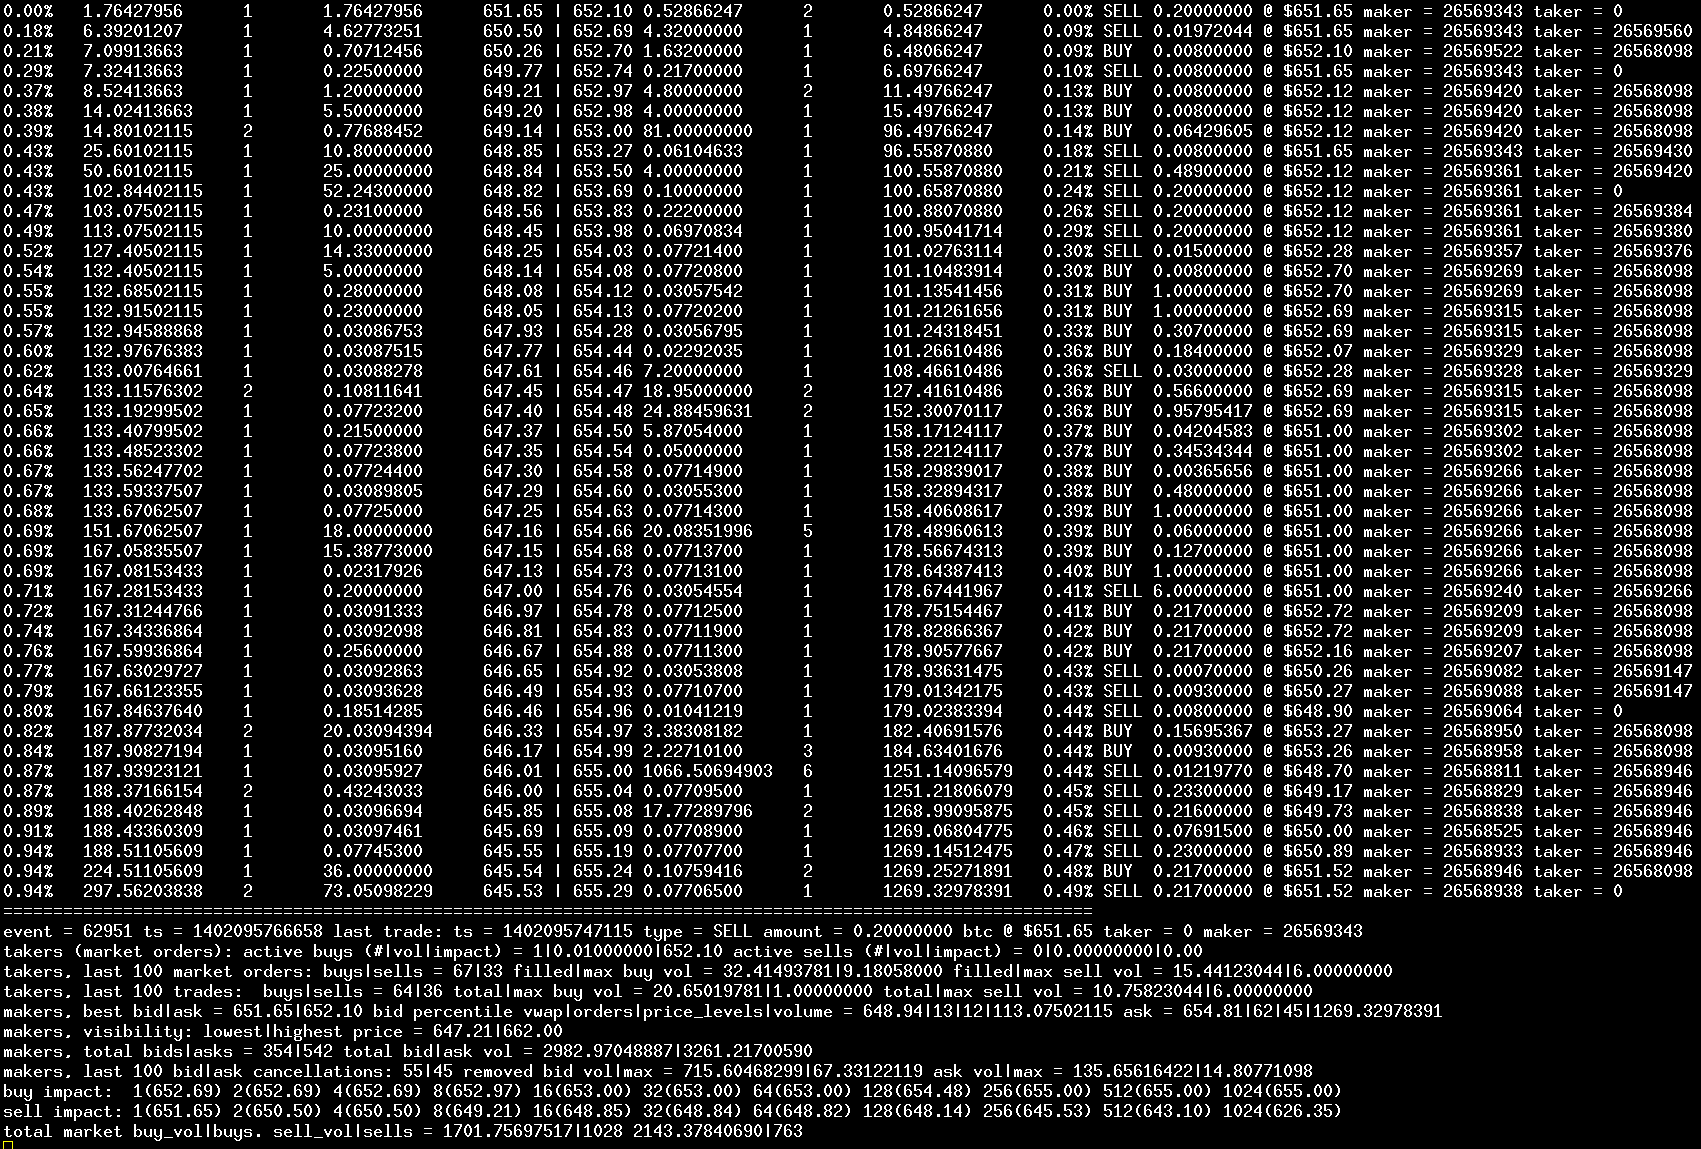 0.00% 1.76427956 1 1.76427956 651.65 | 652.10 0.52866247 2 0.52866247 0.00% SELL 0.20000000 @ $651.65 maker = 26569343 taker = 0
0.18% 6.39201207 1 4.62773251 650.50 | 652.69 4.32000000 1 4.84866247 0.09% SELL 0.01972044 @ $651.65 maker = 26569343 taker = 26569560
0.21% 7.09913663 1 0.70712456 650.26 | 652.70 1.63200000 1 6.48066247 0.09% BUY 0.00800000 @ $652.10 maker = 26569522 taker = 26568098
0.29% 7.32413663 1 0.22500000 649.77 | 652.74 0.21700000 1 6.69766247 0.10% SELL 0.00800000 @ $651.65 maker = 26569343 taker = 0
0.37% 8.52413663 1 1.20000000 649.21 | 652.97 4.80000000 2 11.49766247 0.13% BUY 0.00800000 @ $652.12 maker = 26569420 taker = 26568098
0.38% 14.02413663 1 5.50000000 649.20 | 652.98 4.00000000 1 15.49766247 0.13% BUY 0.00800000 @ $652.12 maker = 26569420 taker = 26568098
0.39% 14.80102115 2 0.77688452 649.14 | 653.00 81.00000000 1 96.49766247 0.14% BUY 0.06429605 @ $652.12 maker = 26569420 taker = 26568098
0.43% 25.60102115 1 10.80000000 648.85 | 653.27 0.06104633 1 96.55870880 0.18% SELL 0.00800000 @ $651.65 maker = 26569343 taker = 26569430
0.43% 50.60102115 1 25.00000000 648.84 | 653.50 4.00000000 1 100.55870880 0.21% SELL 0.48900000 @ $652.12 maker = 26569361 taker = 26569420
0.43% 102.84402115 1 52.24300000 648.82 | 653.69 0.10000000 1 100.65870880 0.24% SELL 0.20000000 @ $652.12 maker = 26569361 taker = 0
0.47% 103.07502115 1 0.23100000 648.56 | 653.83 0.22200000 1 100.88070880 0.26% SELL 0.20000000 @ $652.12 maker = 26569361 taker = 26569384
0.49% 113.07502115 1 10.00000000 648.45 | 653.98 0.06970834 1 100.95041714 0.29% SELL 0.20000000 @ $652.12 maker = 26569361 taker = 26569380
0.52% 127.40502115 1 14.33000000 648.25 | 654.03 0.07721400 1 101.02763114 0.30% SELL 0.01500000 @ $652.28 maker = 26569357 taker = 26569376
0.54% 132.40502115 1 5.00000000 648.14 | 654.08 0.07720800 1 101.10483914 0.30% BUY 0.00800000 @ $652.70 maker = 26569269 taker = 26568098
0.55% 132.68502115 1 0.28000000 648.08 | 654.12 0.03057542 1 101.13541456 0.31% BUY 1.00000000 @ $652.70 maker = 26569269 taker = 26568098
0.55% 132.91502115 1 0.23000000 648.05 | 654.13 0.07720200 1 101.21261656 0.31% BUY 1.00000000 @ $652.69 maker = 26569315 taker = 26568098
0.57% 132.94588868 1 0.03086753 647.93 | 654.28 0.03056795 1 101.24318451 0.33% BUY 0.30700000 @ $652.69 maker = 26569315 taker = 26568098
0.60% 132.97676383 1 0.03087515 647.77 | 654.44 0.02292035 1 101.26610486 0.36% BUY 0.18400000 @ $652.07 maker = 26569329 taker = 26568098
0.62% 133.00764661 1 0.03088278 647.61 | 654.46 7.20000000 1 108.46610486 0.36% SELL 0.03000000 @ $652.28 maker = 26569328 taker = 26569329
0.64% 133.11576302 2 0.10811641 647.45 | 654.47 18.95000000 2 127.41610486 0.36% BUY 0.56600000 @ $652.69 maker = 26569315 taker = 26568098
0.65% 133.19299502 1 0.07723200 647.40 | 654.48 24.88459631 2 152.30070117 0.36% BUY 0.95795417 @ $652.69 maker = 26569315 taker = 26568098
0.66% 133.40799502 1 0.21500000 647.37 | 654.50 5.87054000 1 158.17124117 0.37% BUY 0.04204583 @ $651.00 maker = 26569302 taker = 26568098
0.66% 133.48523302 1 0.07723800 647.35 | 654.54 0.05000000 1 158.22124117 0.37% BUY 0.34534344 @ $651.00 maker = 26569302 taker = 26568098
0.67% 133.56247702 1 0.07724400 647.30 | 654.58 0.07714900 1 158.29839017 0.38% BUY 0.00365656 @ $651.00 maker = 26569266 taker = 26568098
0.67% 133.59337507 1 0.03089805 647.29 | 654.60 0.03055300 1 158.32894317 0.38% BUY 0.48000000 @ $651.00 maker = 26569266 taker = 26568098
0.68% 133.67062507 1 0.07725000 647.25 | 654.63 0.07714300 1 158.40608617 0.39% BUY 1.00000000 @ $651.00 maker = 26569266 taker = 26568098
0.69% 151.67062507 1 18.00000000 647.16 | 654.66 20.08351996 5 178.48960613 0.39% BUY 0.06000000 @ $651.00 maker = 26569266 taker = 26568098
0.69% 167.05835507 1 15.38773000 647.15 | 654.68 0.07713700 1 178.56674313 0.39% BUY 0.12700000 @ $651.00 maker = 26569266 taker = 26568098
0.69% 167.08153433 1 0.02317926 647.13 | 654.73 0.07713100 1 178.64387413 0.40% BUY 1.00000000 @ $651.00 maker = 26569266 taker = 26568098
0.71% 167.28153433 1 0.20000000 647.00 | 654.76 0.03054554 1 178.67441967 0.41% SELL 6.00000000 @ $651.00 maker = 26569240 taker = 26569266
0.72% 167.31244766 1 0.03091333 646.97 | 654.78 0.07712500 1 178.75154467 0.41% BUY 0.21700000 @ $652.72 maker = 26569209 taker = 26568098
0.74% 167.34336864 1 0.03092098 646.81 | 654.83 0.07711900 1 178.82866367 0.42% BUY 0.21700000 @ $652.72 maker = 26569209 taker = 26568098
0.76% 167.59936864 1 0.25600000 646.67 | 654.88 0.07711300 1 178.90577667 0.42% BUY 0.21700000 @ $652.16 maker = 26569207 taker = 26568098
0.77% 167.63029727 1 0.03092863 646.65 | 654.92 0.03053808 1 178.93631475 0.43% SELL 0.00070000 @ $650.26 maker = 26569082 taker = 26569147
0.79% 167.66123355 1 0.03093628 646.49 | 654.93 0.07710700 1 179.01342175 0.43% SELL 0.00930000 @ $650.27 maker = 26569088 taker = 26569147
0.80% 167.84637640 1 0.18514285 646.46 | 654.96 0.01041219 1 179.02383394 0.44% SELL 0.00800000 @ $648.90 maker = 26569064 taker = 0
0.82% 187.87732034 2 20.03094394 646.33 | 654.97 3.38308182 1 182.40691576 0.44% BUY 0.15695367 @ $653.27 maker = 26568950 taker = 26568098
0.84% 187.90827194 1 0.03095160 646.17 | 654.99 2.22710100 3 184.63401676 0.44% BUY 0.00930000 @ $653.26 maker = 26568958 taker = 26568098
0.87% 187.93923121 1 0.03095927 646.01 | 655.00 1066.50694903 6 1251.14096579 0.44% SELL 0.01219770 @ $648.70 maker = 26568811 taker = 26568946
0.87% 188.37166154 2 0.43243033 646.00 | 655.04 0.07709500 1 1251.21806079 0.45% SELL 0.23300000 @ $649.17 maker = 26568829 taker = 26568946
0.89% 188.40262848 1 0.03096694 645.85 | 655.08 17.77289796 2 1268.99095875 0.45% SELL 0.21600000 @ $649.73 maker = 26568838 taker = 26568946
0.91% 188.43360309 1 0.03097461 645.69 | 655.09 0.07708900 1 1269.06804775 0.46% SELL 0.07691500 @ $650.00 maker = 26568525 taker = 26568946
0.94% 188.51105609 1 0.07745300 645.55 | 655.19 0.07707700 1 1269.14512475 0.47% SELL 0.23000000 @ $650.89 maker = 26568933 taker = 26568946
0.94% 224.51105609 1 36.00000000 645.54 | 655.24 0.10759416 2 1269.25271891 0.48% BUY 0.21700000 @ $651.52 maker = 26568946 taker = 26568098
0.94% 297.56203838 2 73.05098229 645.53 | 655.29 0.07706500 1 1269.32978391 0.49% SELL 0.21700000 @ $651.52 maker = 26568938 taker = 0
=============================================================================================================
event = 62951 ts = 1402095766658 last trade: ts = 1402095747115 type = SELL amount = 0.20000000 btc @ $651.65 taker = 0 maker = 26569343
takers (market orders): active buys (#|vol|impact) = 1|0.01000000|652.10 active sells (#|vol|impact) = 0|0.00000000|0.00
takers, last 100 market orders: buys|sells = 67|33 filled|max buy vol = 32.41493781|9.18058000 filled|max sell vol = 15.44123044|6.00000000
takers, last 100 trades:  buys|sells = 64|36 total|max buy vol = 20.65019781|1.00000000 total|max sell vol = 10.75823044|6.00000000
makers, best bid|ask = 651.65|652.10 bid percentile vwap|orders|price_levels|volume = 648.94|13|12|113.07502115 ask = 654.81|62|45|1269.32978391
makers, visibility: lowest|highest price = 647.21|662.00
makers, total bids|asks = 354|542 total bid|ask vol = 2982.97048887|3261.21700590
makers, last 100 bid|ask cancellations: 55|45 removed bid vol|max = 715.60468299|67.33122119 ask vol|max = 135.65616422|14.80771098
buy impact:  1(652.69) 2(652.69) 4(652.69) 8(652.97) 16(653.00) 32(653.00) 64(653.00) 128(654.48) 256(655.00) 512(655.00) 1024(655.00)
sell impact: 1(651.65) 2(650.50) 4(650.50) 8(649.21) 16(648.85) 32(648.84) 64(648.82) 128(648.14) 256(645.53) 512(643.10) 1024(626.35)
total market buy_vol|buys. sell_vol|sells = 1701.75697517|1028 2143.37840690|763